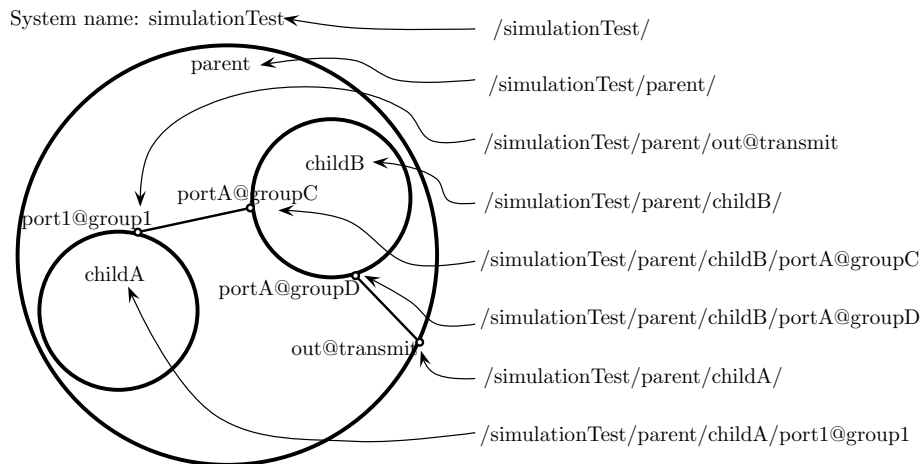 System name: simulationTest
/simulationTest/
parent
/simulationTest/parent/
/simulationTest/parent/out@transmit
childB
portA@groupC
/simulationTest/parent/childB/
port1@group1
/simulationTest/parent/childB/portA@groupC
childA
portA@groupD
/simulationTest/parent/childB/portA@groupD
out@transmit
/simulationTest/parent/childA/
/simulationTest/parent/childA/port1@group1